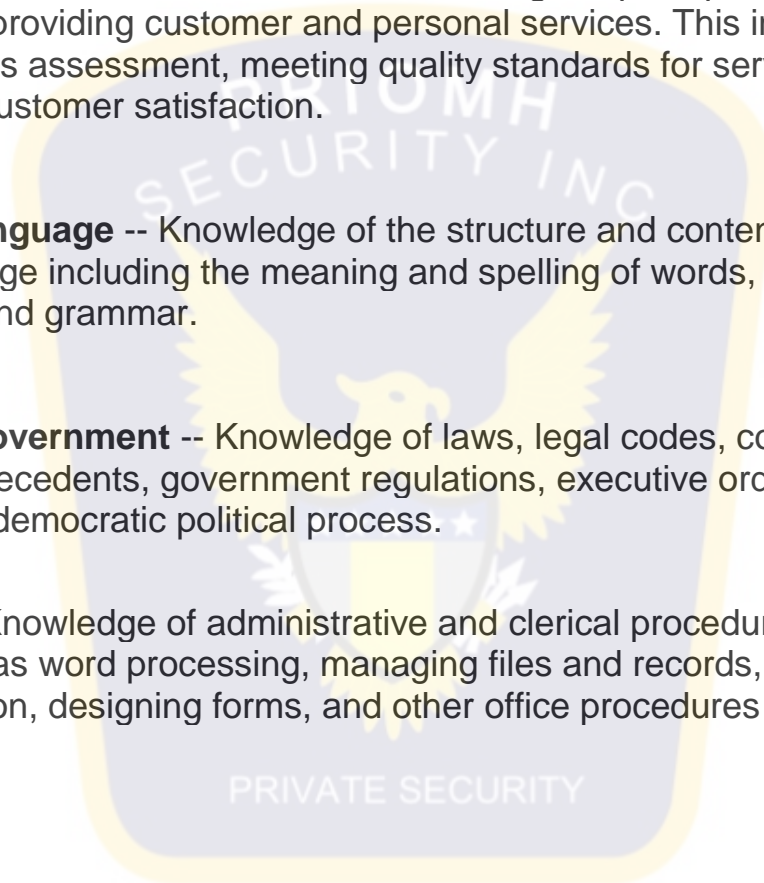 providing customer and personal services. This in
s assessment, meeting quality standards for ser
ustomer satisfaction.
PRIOMH
SECURITY INC
nguage -- Knowledge of the structure and conten
ge including the meaning and spelling of words,
nd grammar.
overnment -- Knowledge of laws, legal codes, co
ecedents, government regulations, executive ord
democratic political process.
Knowledge of administrative and clerical procedur
as word processing, managing files and records,
on, designing forms, and other office procedures
PRIVATE SECURITY